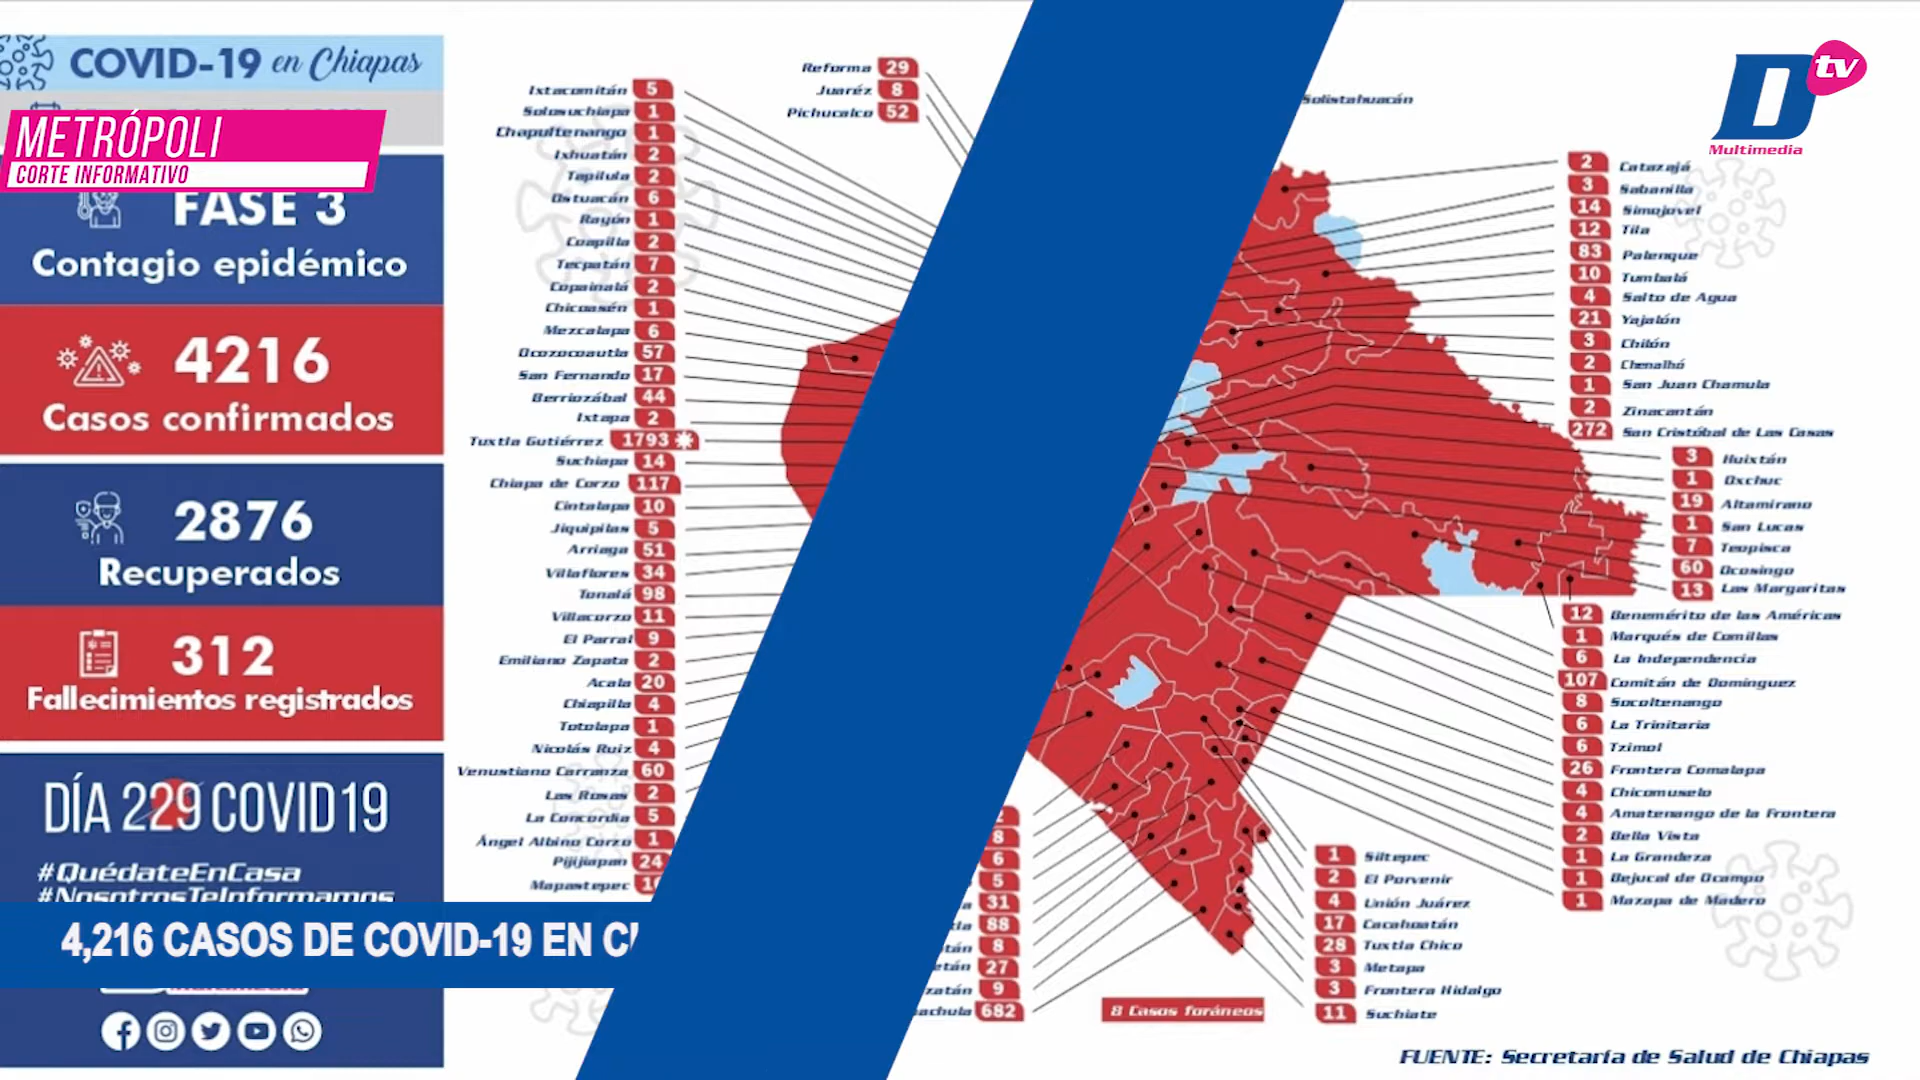 COVID-19 en Chiapas
METRÓPOLI
CORTE INFORMATIVO
FASE 3
Contagio epidémico
4216
Casos confirmados
2876
Recuperados
312
Fallecimientos registrados
DÍA 229 COVID19
#QuédateEnCasa
#NosotrosTeInformamos
4,216 CASOS DE COVID-19 EN
Ixtacomitán 5
Solosuchiapa 1
Chapultenango 1
Ixhuatán 2
Tapilula 2
Ostuacán 6
Rayón 1
Coapilla 2
Tecpatán 7
Copainalá 2
Chicoasén 1
Mezcalapa 6
Ocozocoautla 57
San Fernando 17
Berriozábal 44
Ixtapa 2
Tuxtla Gutiérrez 1793
Suchiapa 14
Chiapa de Corzo 117
Cintalapa 10
Jiquipilas 5
Arriaga 51
Villaflores 34
Tonalá 98
Villacorzo 11
El Parral 9
Emiliano Zapata 2
Acala 20
Chiapilla 4
Totolapa 1
Nicolás Ruiz 4
Venustiano Carranza 60
Las Rosas 2
La Concordia 5
Ángel Albino Corzo 1
Pijijiapan 24
Mapastepec
Reforma 29
Juaréz 8
Pichucalco 52
Solistahuacán
D tv
Multimedia
2 Catazajá
3 Sabanilla
14 Simojovel
12 Tila
83 Palenque
10 Tumbalá
4 Salto de Agua
21 Yajalón
3 Chilón
2 Chenalhó
1 San Juan Chamula
2 Zinacantán
272 San Cristóbal de Las Casas
3 Huixtán
1 Oxchuc
19 Altamirano
1 San Lucas
7 Teopisca
60 Ocosingo
13 Las Margaritas
12 Benemérito de las Américas
1 Marqués de Comillas
6 La Independencia
107 Comitán de Domínguez
8 Socoltenango
6 La Trinitaria
6 Tzimol
26 Frontera Comalapa
4 Chicomuselo
4 Amatenango de la Frontera
2 Bella Vista
1 La Grandeza
1 Bejucal de Ocampo
1 Mazapa de Madero
8
6
5
31
88
8
27
9
682
1 Siltepec
2 El Porvenir
4 Unión Juárez
17 Cacahoatán
28 Tuxtla Chico
3 Metapa
3 Frontera Hidalgo
11 Suchiate
8 Casos foráneos
FUENTE: Secretaría de Salud de Chiapas